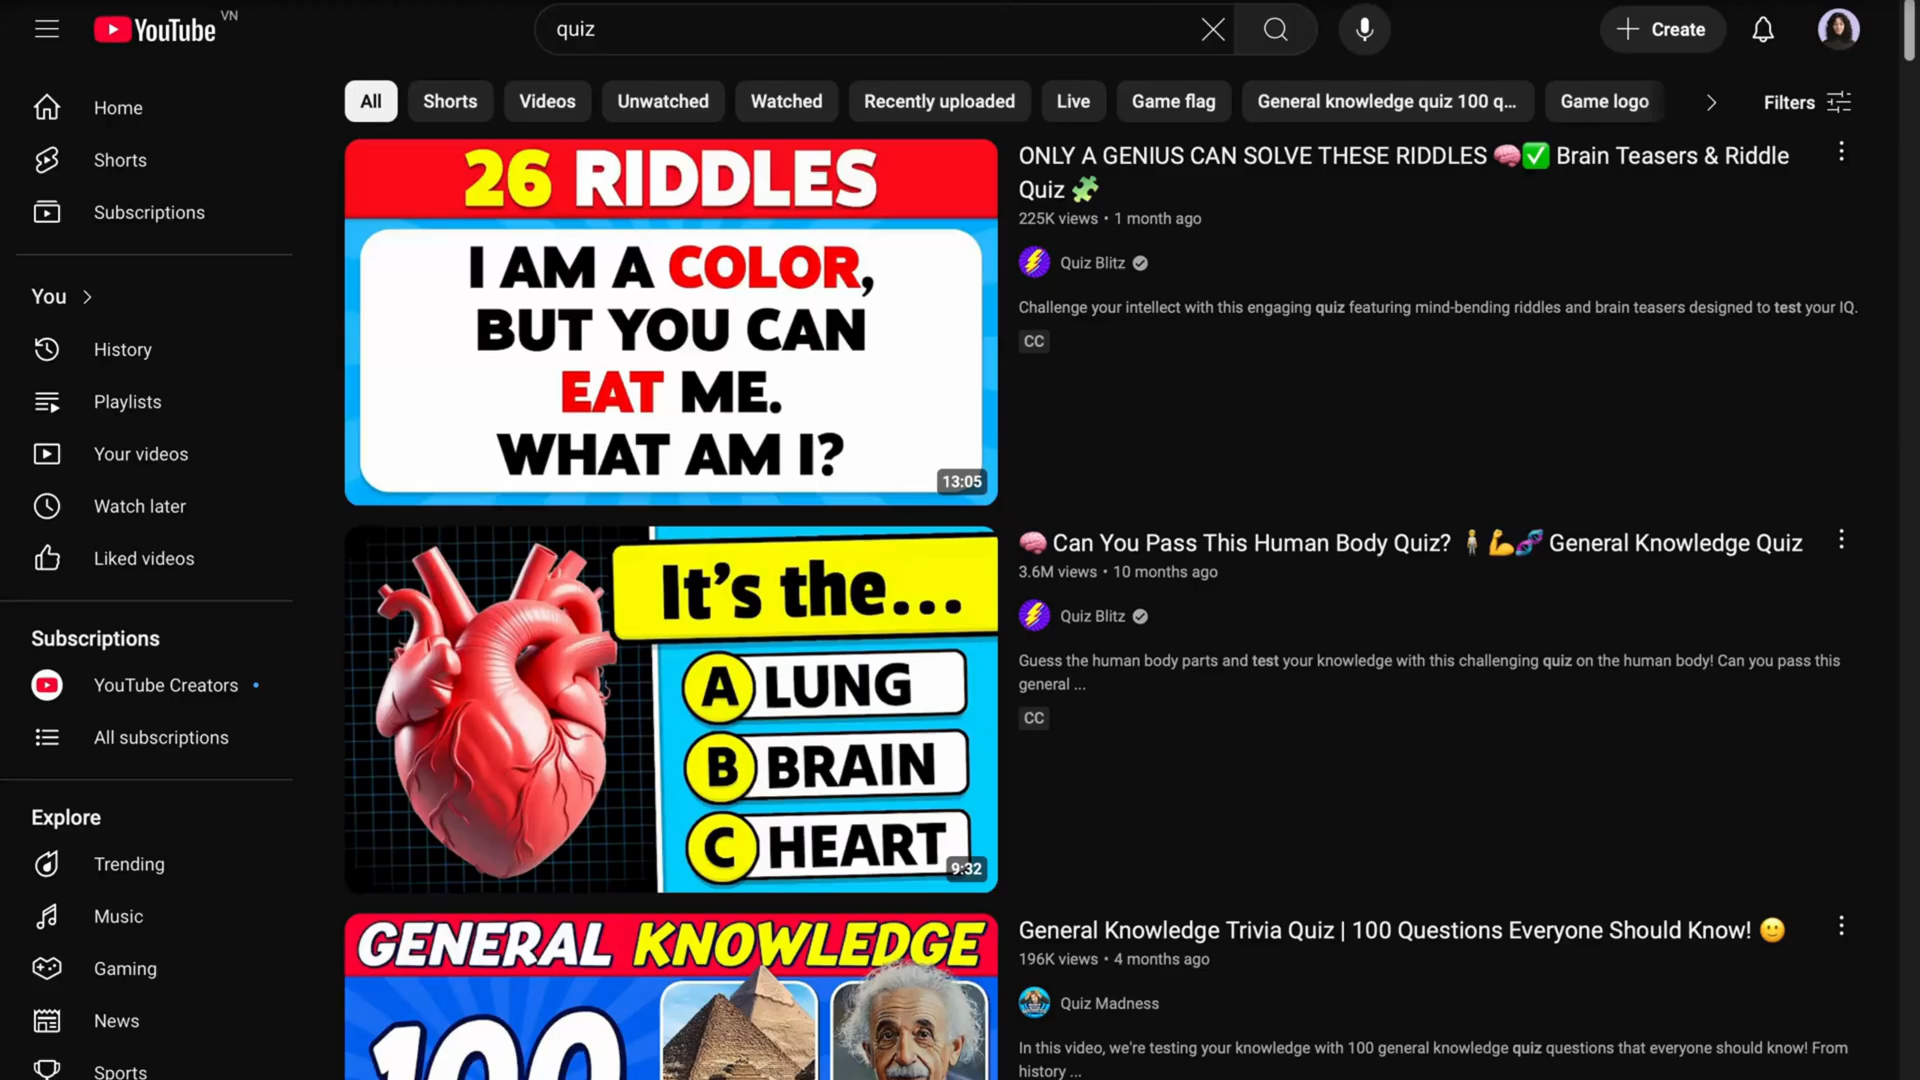 YouTube VN
quiz
Create
Home
Shorts
Subscriptions
You
History
Playlists
Your videos
Watch later
Liked videos
Subscriptions
YouTube Creators
All subscriptions
Explore
Trending
Music
Gaming
News
Sports
All Shorts Videos Unwatched Watched Recently uploaded Live Game flag General knowledge quiz 100 q... Game logo Filters
26 RIDDLES
I AM A COLOR,
BUT YOU CAN
EAT ME.
WHAT AM I?
13:05
ONLY A GENIUS CAN SOLVE THESE RIDDLES 🧠✅ Brain Teasers & Riddle
Quiz 🧩
225K views • 1 month ago
Quiz Blitz
Challenge your intellect with this engaging quiz featuring mind-bending riddles and brain teasers designed to test your IQ.
CC
It's the...
A LUNG
B BRAIN
C HEART
9:32
🧠 Can You Pass This Human Body Quiz? 🧍💪🧬 General Knowledge Quiz
3.6M views • 10 months ago
Quiz Blitz
Guess the human body parts and test your knowledge with this challenging quiz on the human body! Can you pass this
general ...
CC
GENERAL KNOWLEDGE
100
General Knowledge Trivia Quiz | 100 Questions Everyone Should Know! 🙂
196K views • 4 months ago
Quiz Madness
In this video, we're testing your knowledge with 100 general knowledge quiz questions that everyone should know! From
history ...